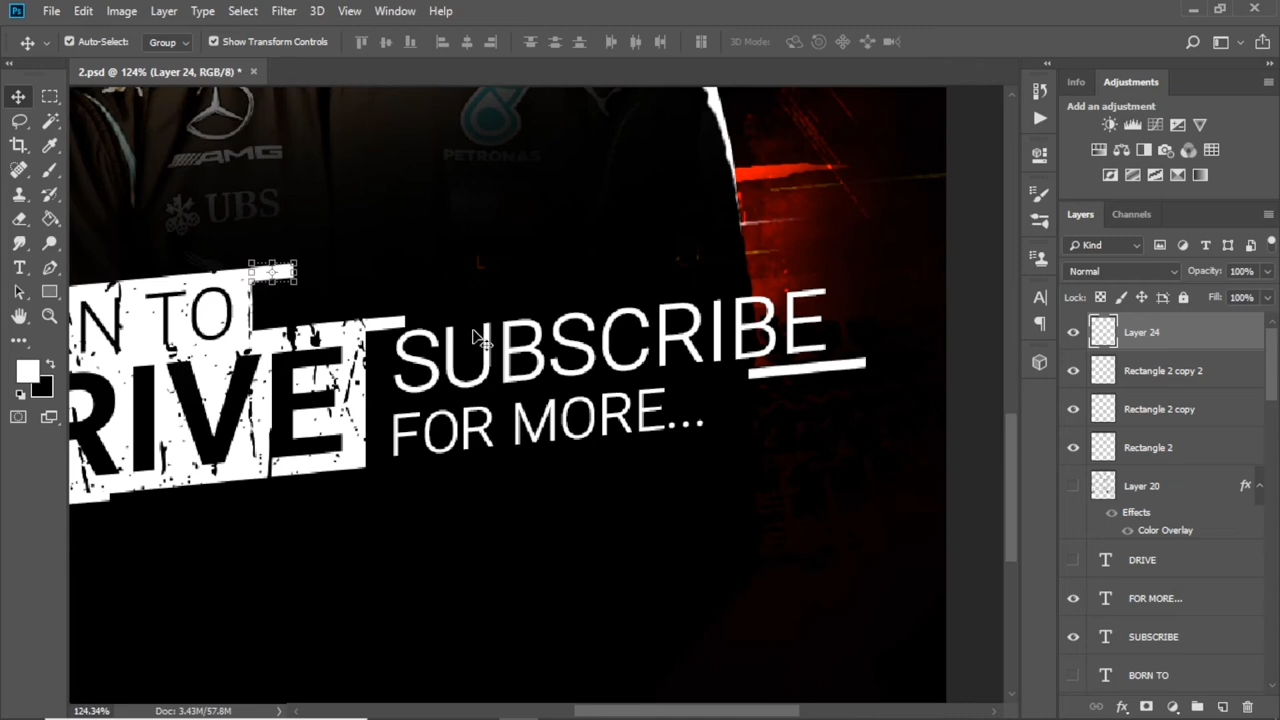 Ps File Edit Image Layer Type Select Filter 3D View Window Help
Auto-Select: Group Show Transform Controls 3D Mode:
2.psd @ 124% (Layer 24, RGB/8) *
AMG
PETRONAS
UBS
N TO
RIVE
SUBSCRIBE
FOR MORE...
124.34% Doc: 3.43M/57.8M
Info Adjustments
Add an adjustment
Layers Channels
Kind
Normal Opacity: 100%
Lock: Fill: 100%
Layer 24
Rectangle 2 copy 2
Rectangle 2 copy
Rectangle 2
Layer 20 fx
Effects
Color Overlay
T DRIVE
T FOR MORE...
T SUBSCRIBE
T BORN TO